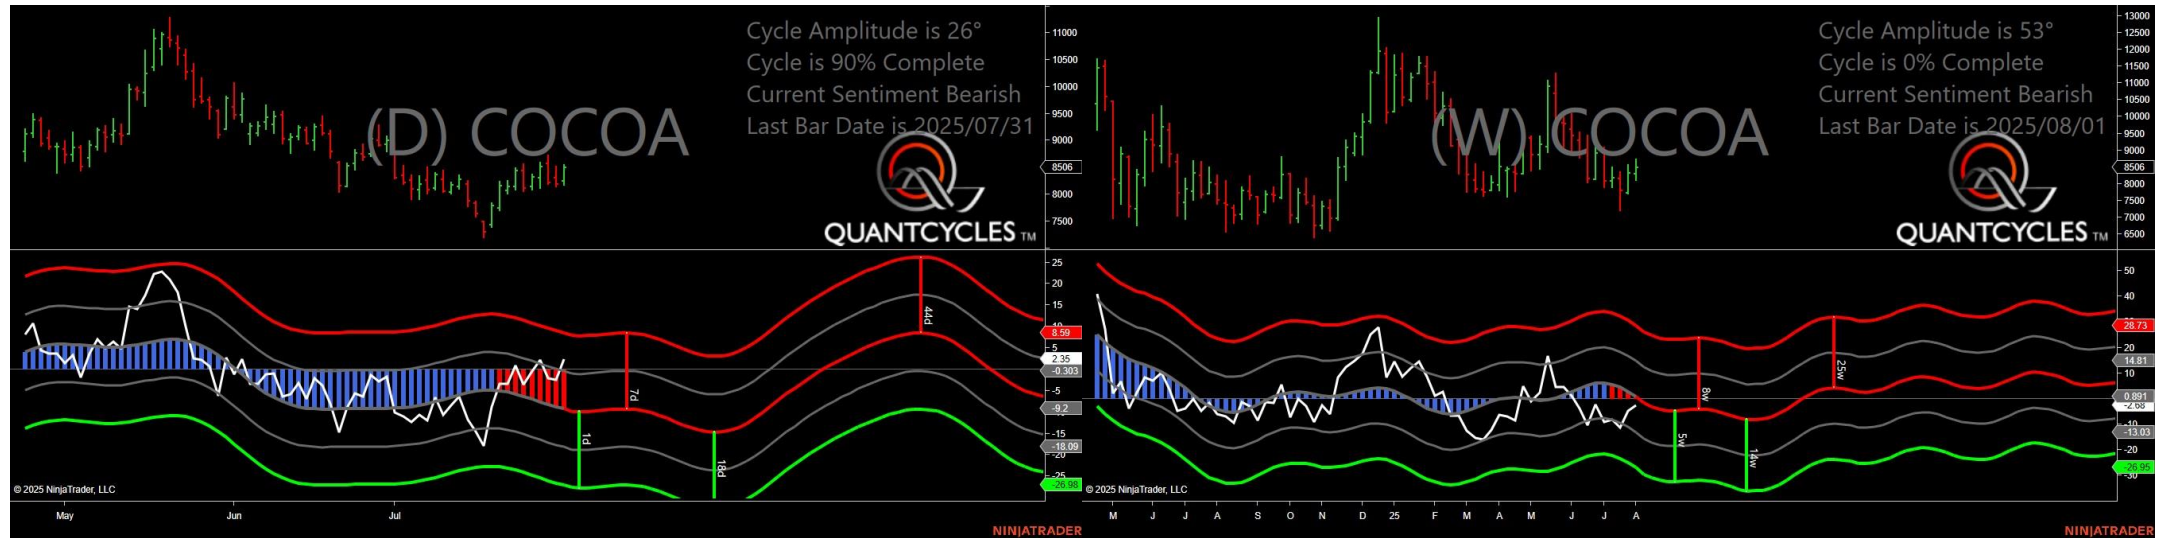 Cycle Amplitude is 26°
Cycle is 90% Complete
Current Sentiment Bearish
Last Bar Date is 2025/07/31
(D) COCOA
QUANTCYCLES TM
11000
10500
10000
9500
9000
8506
8000
7500
25
20
15
8.59
5
2.35
-0.303
-5
-9.2
-15
-18.09
-20
-26.98
7d
1d
18d
44d
© 2025 NinjaTrader, LLC
May Jun Jul
NINJATRADER
Cycle Amplitude is 53°
Cycle is 0% Complete
Current Sentiment Bearish
Last Bar Date is 2025/08/01
(W) COCOA
QUANTCYCLES TM
13000
12500
12000
11500
11000
10500
10000
9500
9000
8506
8000
7500
7000
6500
50
40
28.73
20
14.81
10
0.891
-2.68
-10
-13.03
-20
-26.95
-30
8w
5w
14w
25w
© 2025 NinjaTrader, LLC
M J J A S O N D 25 F M A M J J A
NINJATRADER